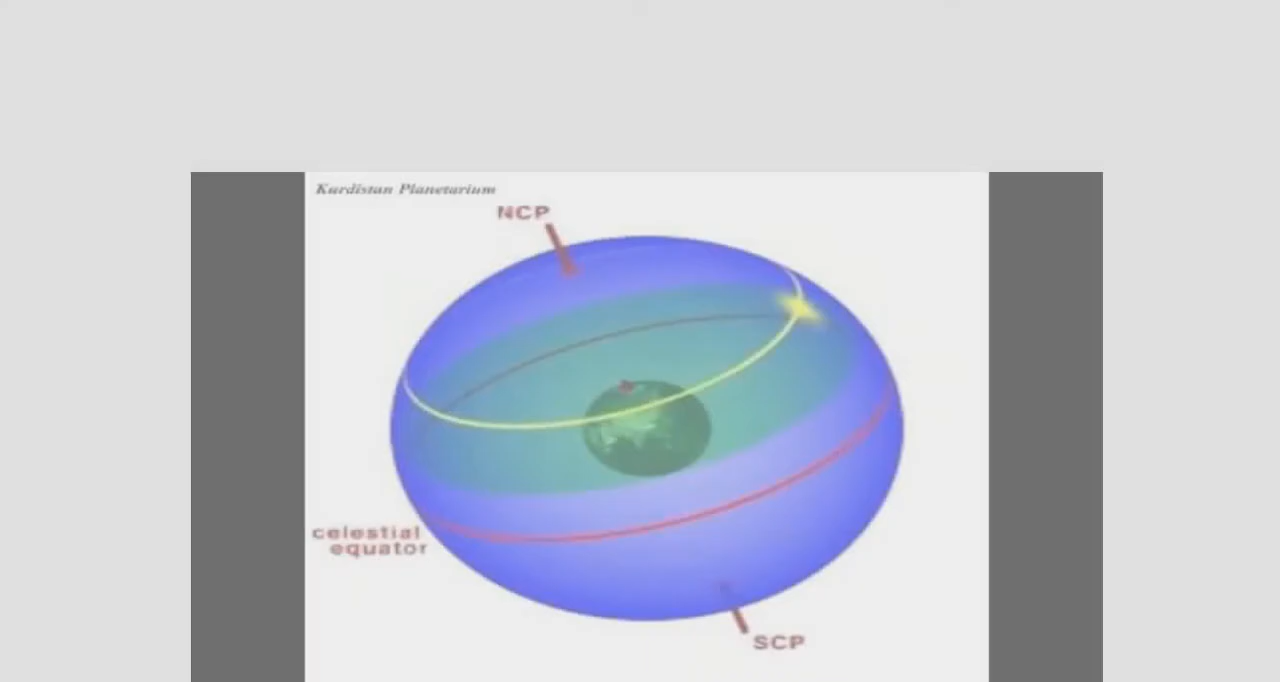 Kurdistan Planetarium
NCP
celestial
equator
SCP